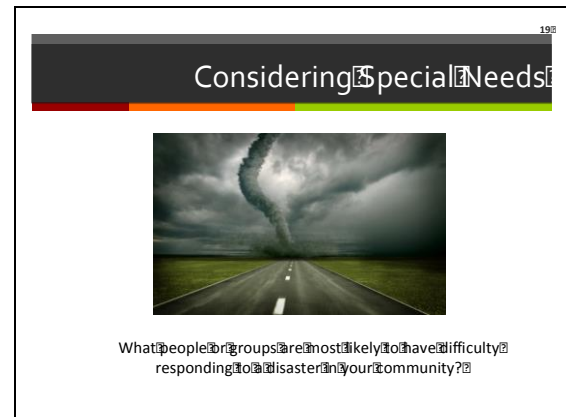 19
Considering Special Needs
What people or groups are most likely to have difficulty
responding to a disaster in your community?